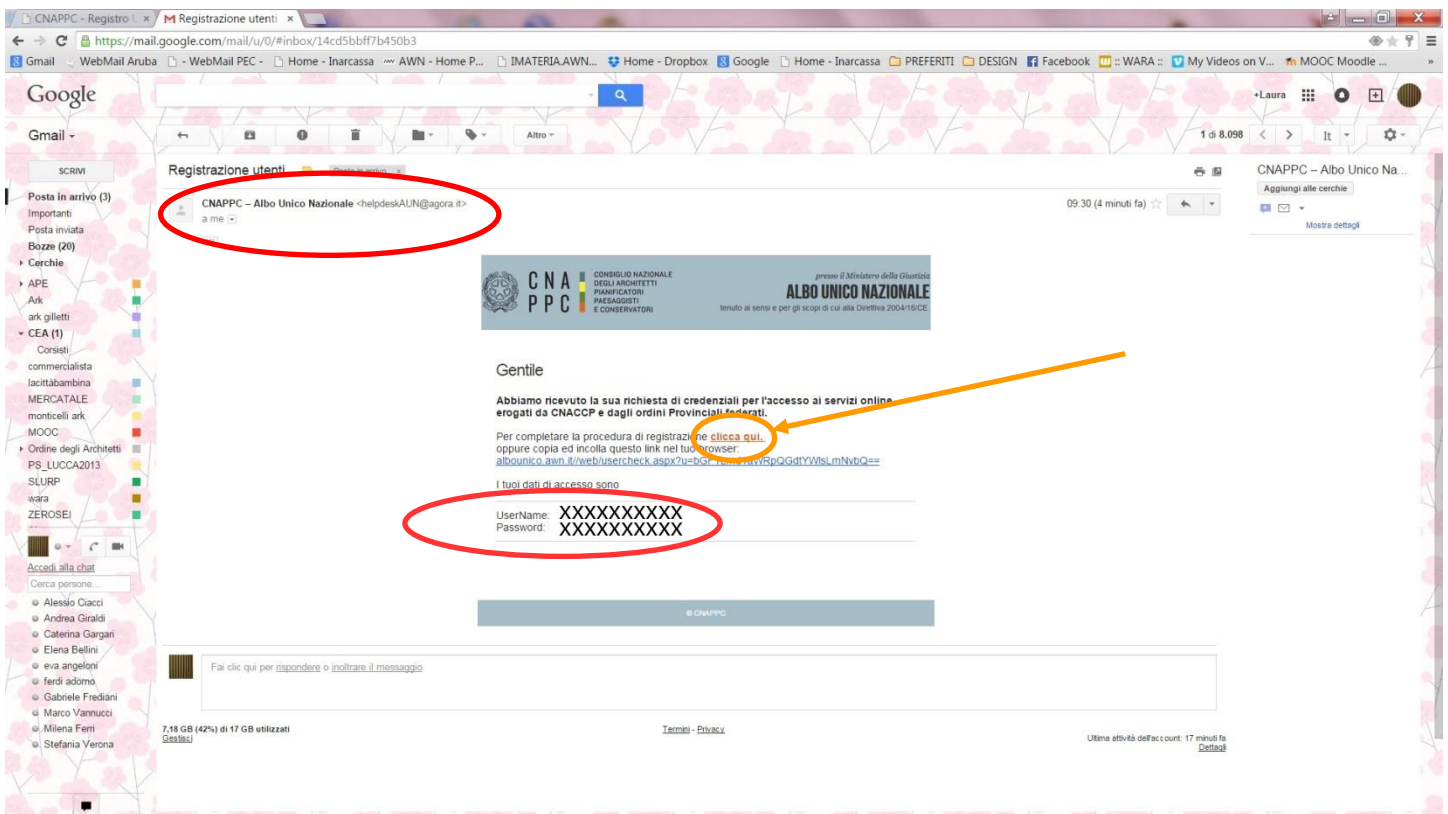 CNAPPC - Registro U
Registrazione utenti
https://mail.google.com/mail/u/0/#inbox/14cd5bbff7b450b3
Gmail WebMail Aruba - WebMail PEC - Home - Inarcassa AWN - Home P... IMATERIA.AWN... Home - Dropbox Google Home - Inarcassa PREFERITI DESIGN Facebook :: WARA :: My Videos on V... MOOC Moodle ... »
Google
+Laura
Gmail
Altro
1 di 8.098
It
SCRIVI
Posta in arrivo (3)
Importanti
Posta inviata
Bozze (20)
Cerchie
APE
Ark
ark gilletti
CEA (1)
Corsisti
commercialista
lacittàbambina
MERCATALE
monticelli ark
MOOC
Ordine degli Architetti
PS_LUCCA2013
SLURP
wara
ZEROSEI
Accedi alla chat
Cerca persone...
Alessio Ciacci
Andrea Giraldi
Caterina Gargari
Elena Bellini
eva angeloni
ferdi adorno
Gabriele Frediani
Marco Vannucci
Milena Ferri
Stefania Verona
Registrazione utenti
Posta in arrivo x
CNAPPC – Albo Unico Nazionale <helpdeskAUN@agora.it>
a me
09:30 (4 minuti fa)
CNAPPC – Albo Unico Na...
Aggiungi alle cerchie
Mostra dettagli
CNA
PPC
CONSIGLIO NAZIONALE
DEGLI ARCHITETTI
PIANIFICATORI
PAESAGGISTI
E CONSERVATORI
presso il Ministero della Giustizia
ALBO UNICO NAZIONALE
tenuto ai sensi e per gli scopi di cui alla Direttiva 2004/18/CE.
Gentile
Abbiamo ricevuto la sua richiesta di credenziali per l'accesso ai servizi online
erogati da CNACCP e dagli ordini Provinciali federati.
Per completare la procedura di registrazione clicca qui.
oppure copia ed incolla questo link nel tuo browser:
albounico.awn.it//web/usercheck.aspx?
I tuoi dati di accesso sono
UserName: XXXXXXXXXX
Password: XXXXXXXXXX
© CNAPPC
Fai clic qui per rispondere o inoltrare il messaggio
7,18 GB (42%) di 17 GB utilizzati
Gestisci
Termini - Privacy
Ultima attività dell'account: 17 minuti fa
Dettagli